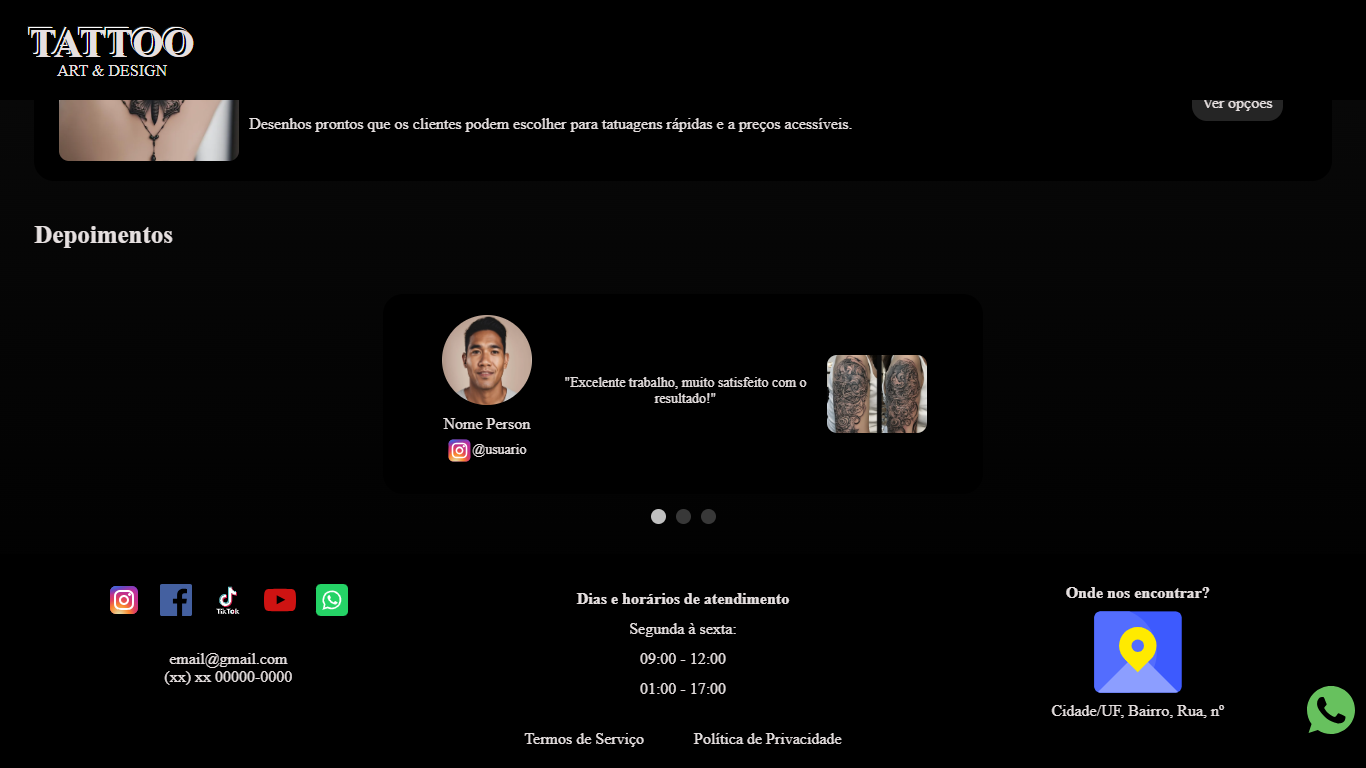 TATTOO
ART & DESIGN
Ver opções
Desenhos prontos que os clientes podem escolher para tatuagens rápidas e a preços acessíveis.
Depoimentos
"Excelente trabalho, muito satisfeito com o
resultado!"
Nome Person
@usuario
TikTok
email@gmail.com
(xx) xx 00000-0000
Dias e horários de atendimento
Segunda à sexta:
09:00 - 12:00
01:00 - 17:00
Onde nos encontrar?
Cidade/UF, Bairro, Rua, nº
Termos de Serviço
Política de Privacidade